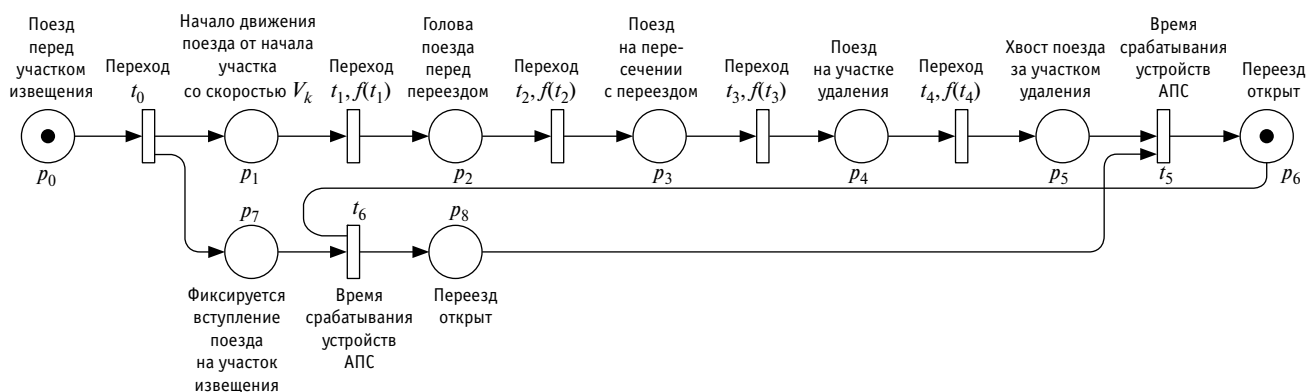 Поезд
перед
участком
извещения
Переход
t0
Начало движения
поезда от начала
участка
со скоростью Vk
Переход
t1, f(t1)
Голова
поезда
перед
переездом
Переход
t2, f(t2)
Поезд
на пере-
сечении
с переездом
Переход
t3, f(t3)
Поезд
на участке
удаления
Переход
t4, f(t4)
Хвост поезда
за участком
удаления
Время
срабатывания
устройств
АПС
Переезд
открыт
p0
p1
p2
p3
p4
p5
t5
p6
p7
t6
p8
Фиксируется
вступление
поезда
на участок
извещения
Время
срабатывания
устройств
АПС
Переезд
открыт